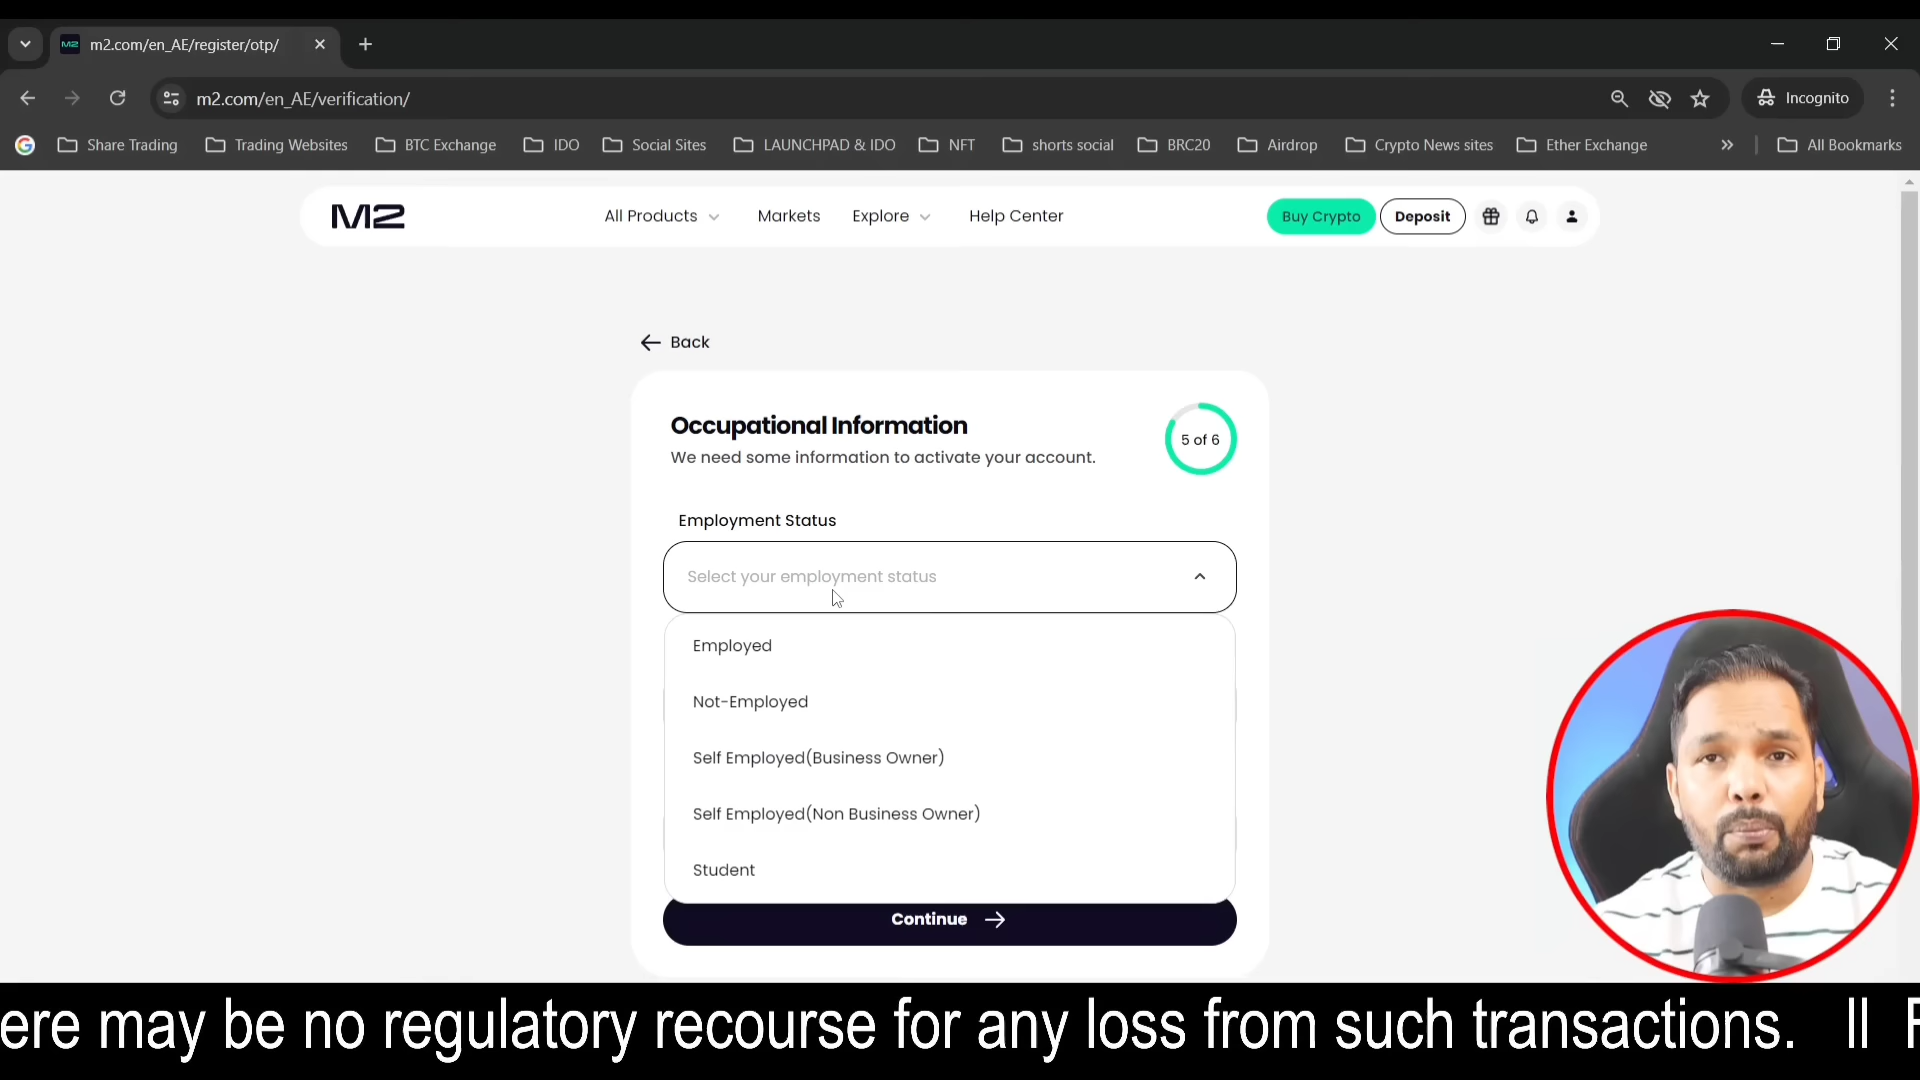 m2.com/en_AE/register/otp/
m2.com/en_AE/verification/
Incognito
Share Trading
Trading Websites
BTC Exchange
IDO
Social Sites
LAUNCHPAD & IDO
NFT
shorts social
BRC20
Airdrop
Crypto News sites
Ether Exchange
All Bookmarks
M2
All Products
Markets
Explore
Help Center
Buy Crypto
Deposit
Back
Occupational Information
5 of 6
We need some information to activate your account.
Employment Status
Select your employment status
Employed
Not-Employed
Self Employed(Business Owner)
Self Employed(Non Business Owner)
Student
Continue
ere may be no regulatory recourse for any loss from such transactions. ll